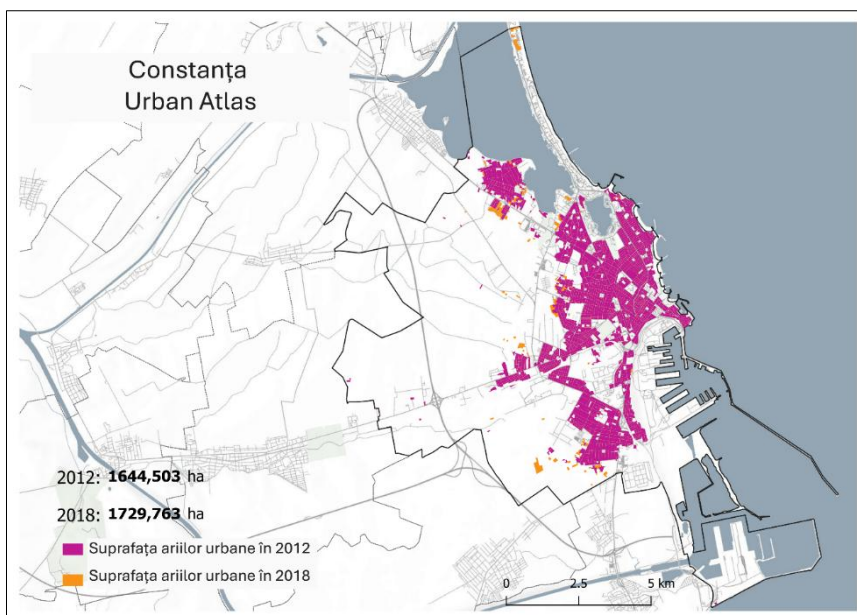 Constanța
Urban Atlas
2012: 1644,503 ha
2018: 1729,763 ha
Suprafața ariilor urbane în 2012
Suprafața ariilor urbane în 2018
0 2.5 5 km